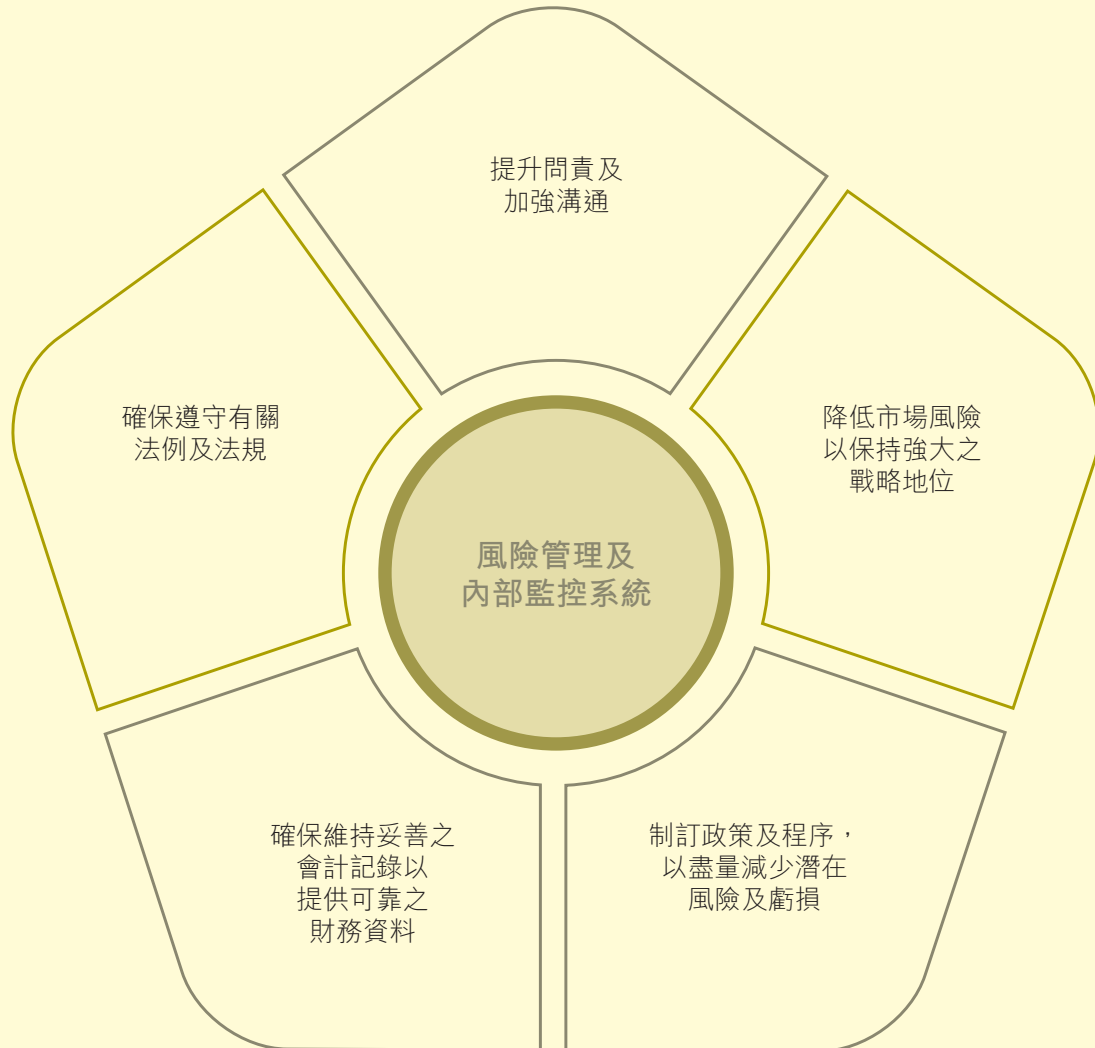 提升問責及
加強溝通
確保遵守有關
法例及法規
降低市場風險
以保持強大之
戰略地位
風險管理及
內部監控系統
確保維持妥善之
會計記錄以
提供可靠之
財務資料
制訂政策及程序，
以盡量減少潛在
風險及虧損